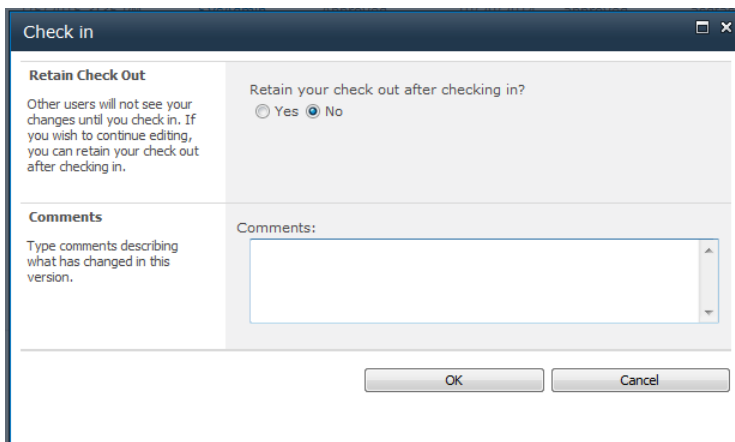 Check in
Retain Check Out
Other users will not see your
changes until you check in. If
you wish to continue editing,
you can retain your check out
after checking in.
Retain your check out after checking in?
Yes No
Comments
Type comments describing
what has changed in this
version.
Comments:
OK Cancel